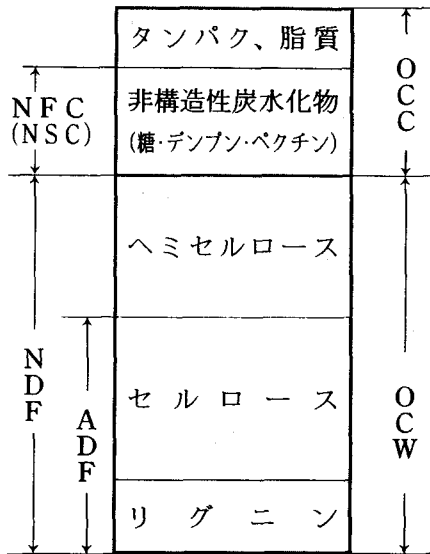 タンパク、脂質
非構造性炭水化物
(糖・デンプン・ペクチン)
ヘミセルロース
セルロース
リグニン
NFC
(NSC)
NDF
ADF
OCC
OCW